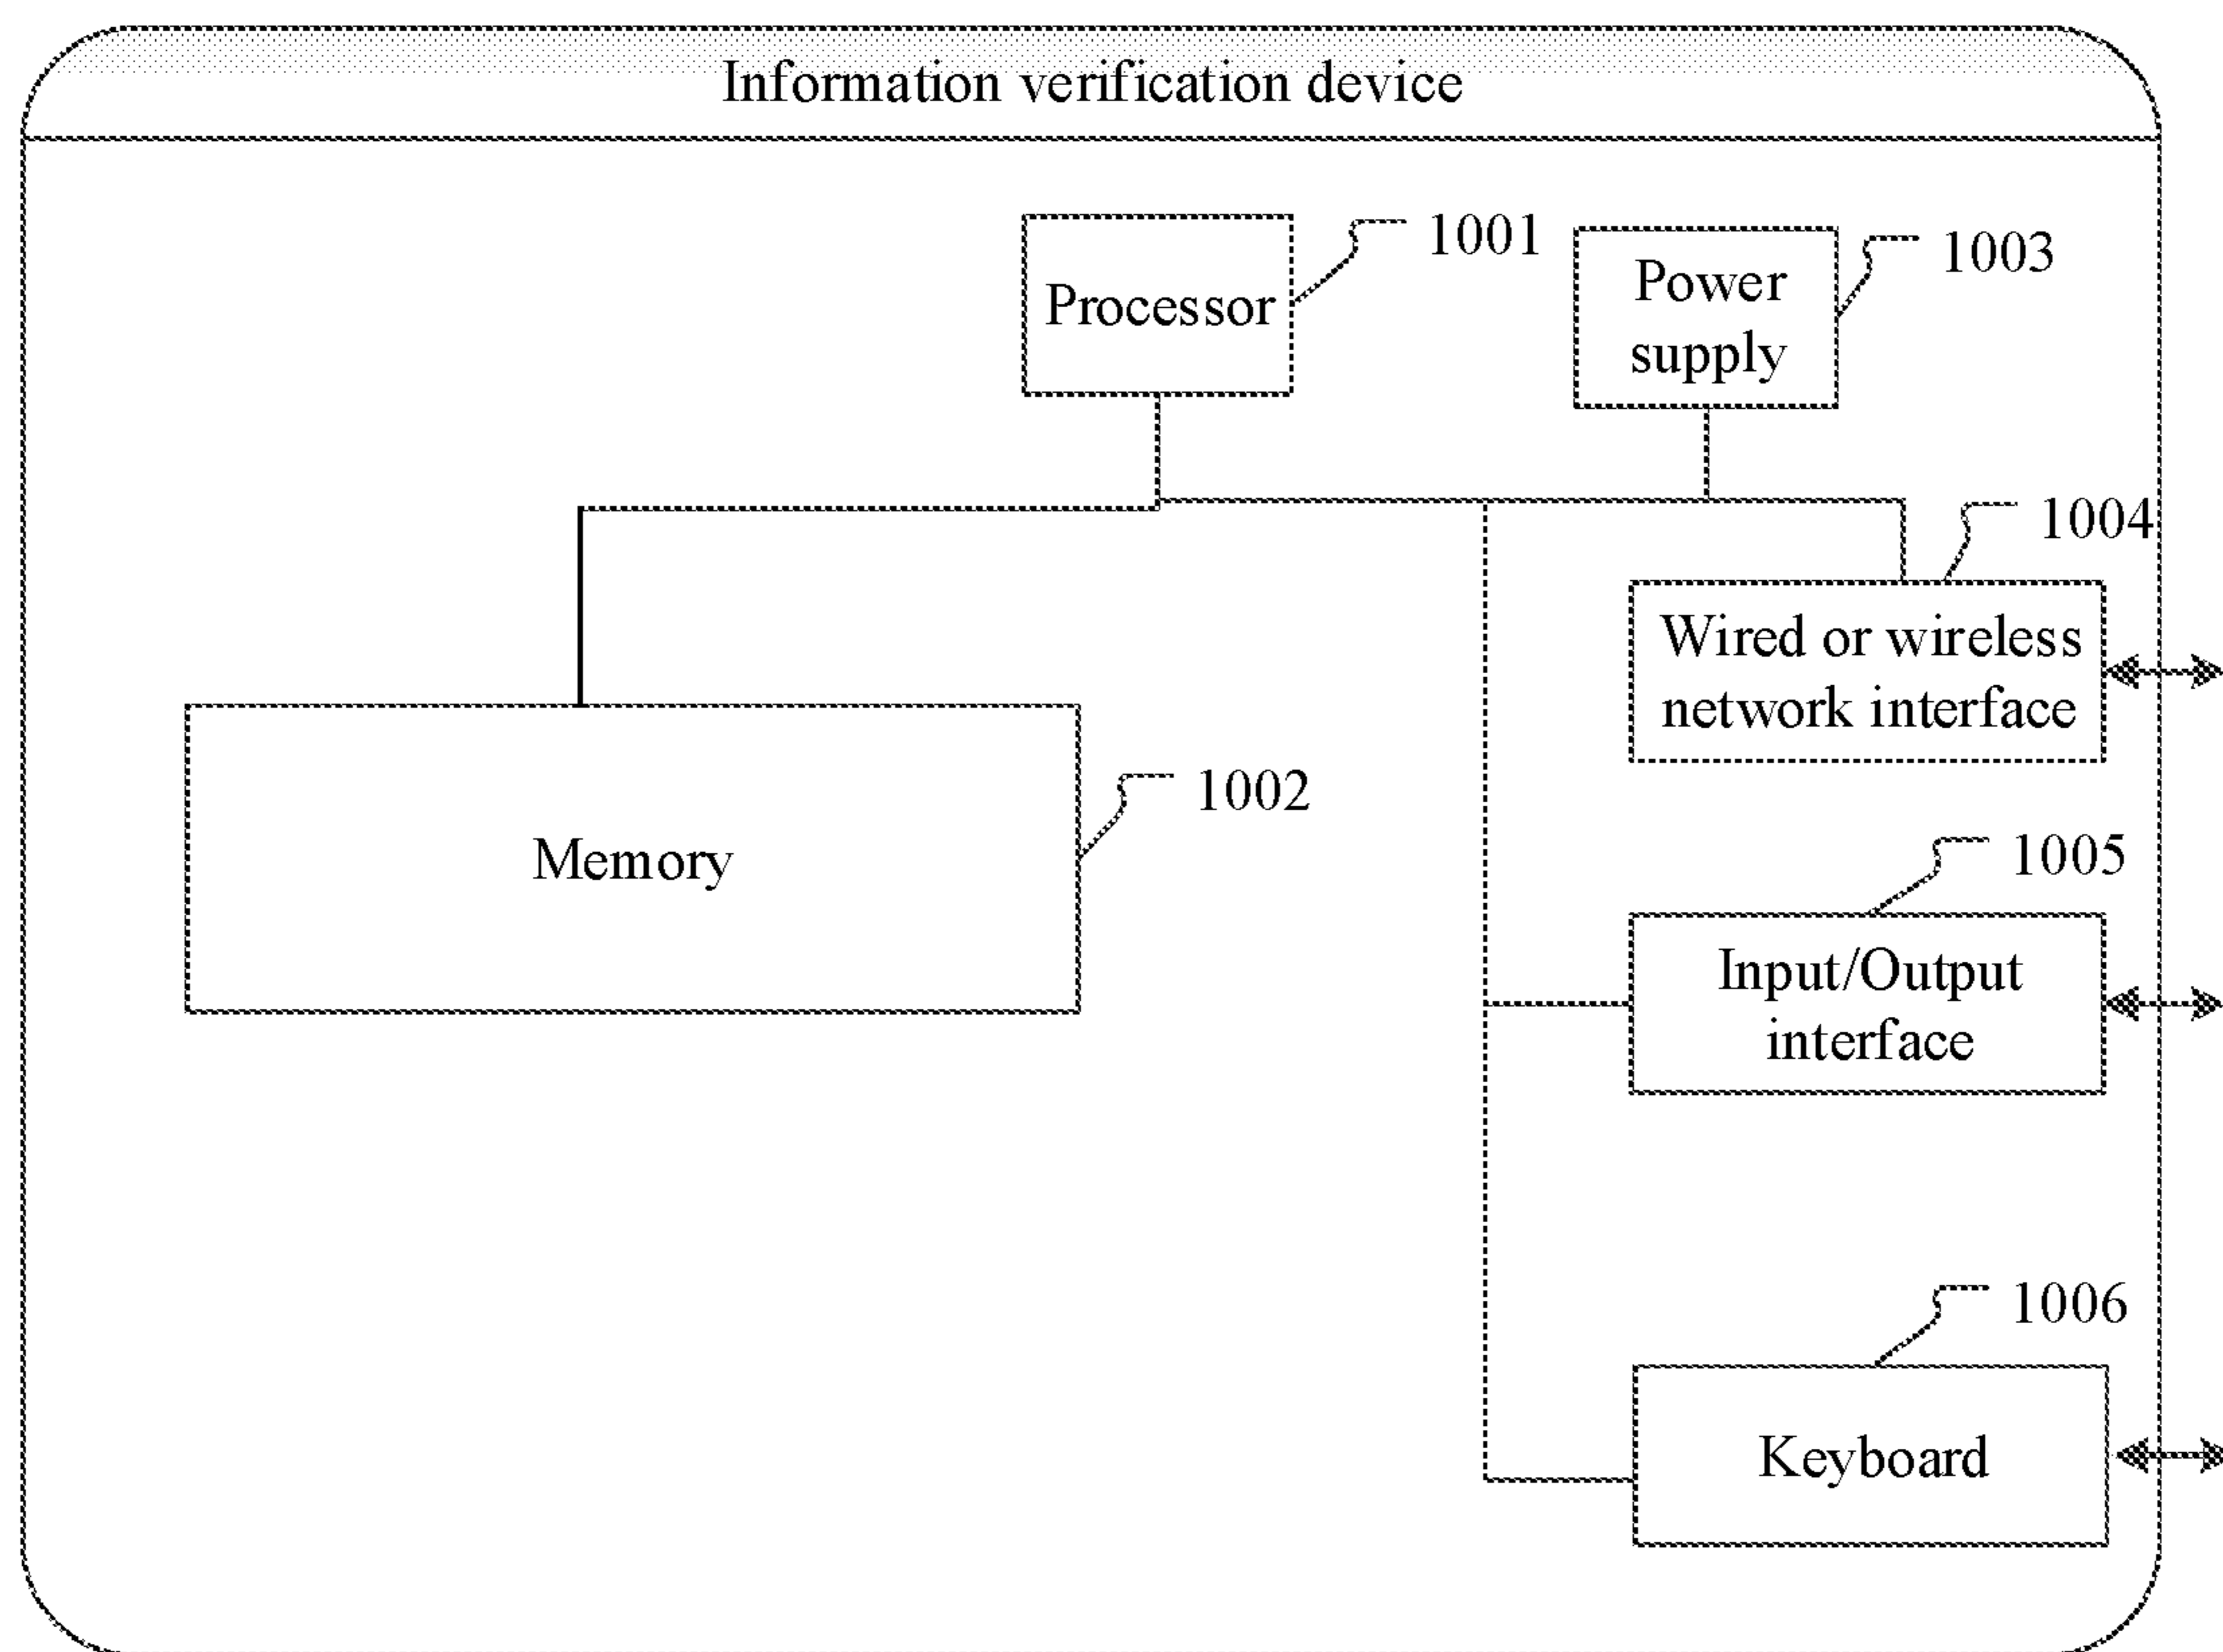 Information verification device
Processor
1001
Power
supply
1003
1004
Wired or wireless
network interface
Memory
1002
1005
Input/Output
interface
1006
Keyboard